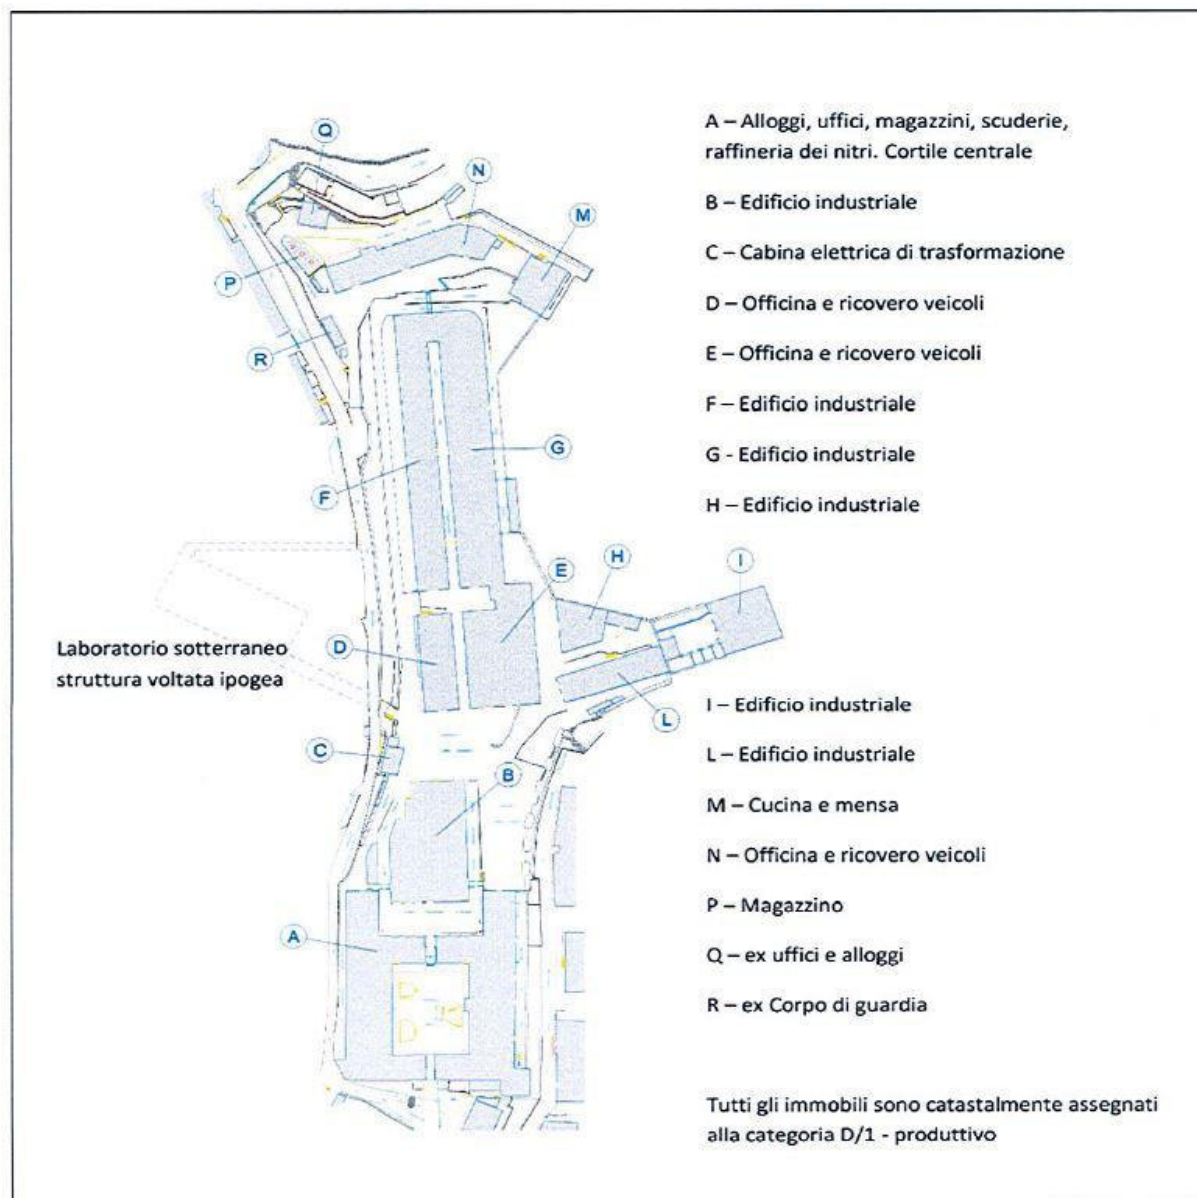 A – Alloggi, uffici, magazzini, scuderie,
raffineria dei nitri. Cortile centrale
B – Edificio industriale
C – Cabina elettrica di trasformazione
D – Officina e ricovero veicoli
E – Officina e ricovero veicoli
F – Edificio industriale
G - Edificio industriale
H – Edificio industriale
Q
N
M
P
R
G
F
H
I
E
Laboratorio sotterraneo
struttura voltata ipogea
D
L
C
B
A
I – Edificio industriale
L – Edificio industriale
M – Cucina e mensa
N – Officina e ricovero veicoli
P – Magazzino
Q – ex uffici e alloggi
R – ex Corpo di guardia
Tutti gli immobili sono catastalmente assegnati
alla categoria D/1 - produttivo